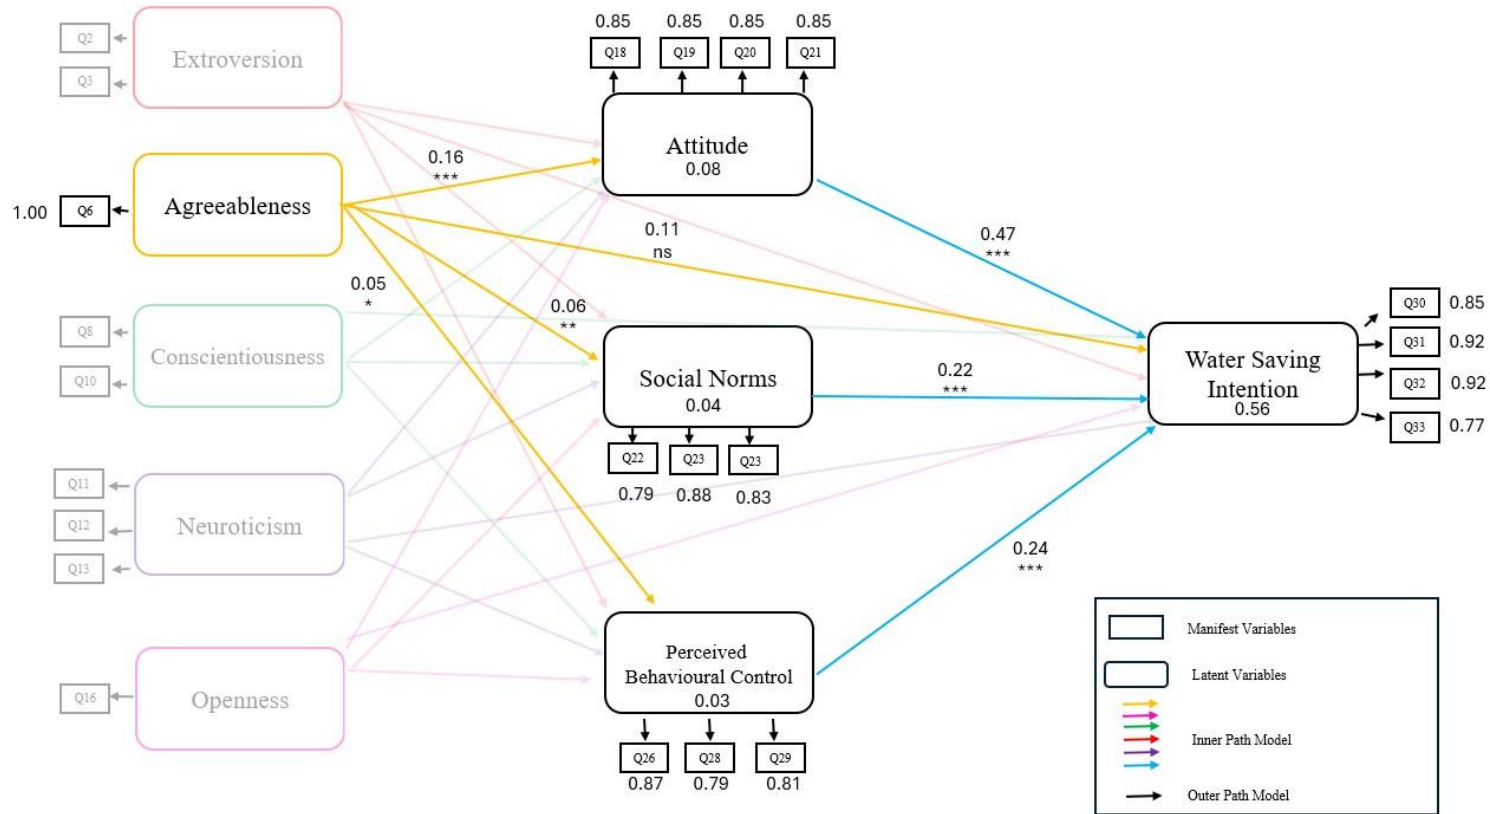 0.85 0.85 0.85 0.85
Q18 Q19 Q20 Q21
Q2
Q3
Extroversion
Attitude
0.08
0.16
***
1.00 Q6
Agreeableness
0.11
ns
0.47
***
0.05
*
0.06
**
Q8
Q10
Conscientiousness
Social Norms
0.04
Q22 Q23 Q23
0.79 0.88 0.83
0.22
***
Water Saving
Intention
0.56
Q30 0.85
Q31 0.92
Q32 0.92
Q33 0.77
Q11
Q12
Q13
Neuroticism
0.24
***
Q16
Openness
Perceived
Behavioural Control
0.03
Q26 Q28 Q29
0.87 0.79 0.81
Manifest Variables
Latent Variables
Inner Path Model
Outer Path Model